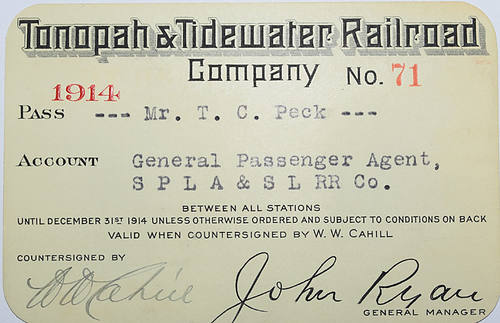 Tonopah & Tidewater Railroad
Company No. 71
1914
PASS --- Mr. T. C. Peck ---
ACCOUNT General Passenger Agent,
S P L A & S L RR Co.
BETWEEN ALL STATIONS
UNTIL DECEMBER 31ST 1914 UNLESS OTHERWISE ORDERED AND SUBJECT TO CONDITIONS ON BACK
VALID WHEN COUNTERSIGNED BY W. W. CAHILL
COUNTERSIGNED BY
W W Cahill John Ryan
GENERAL MANAGER